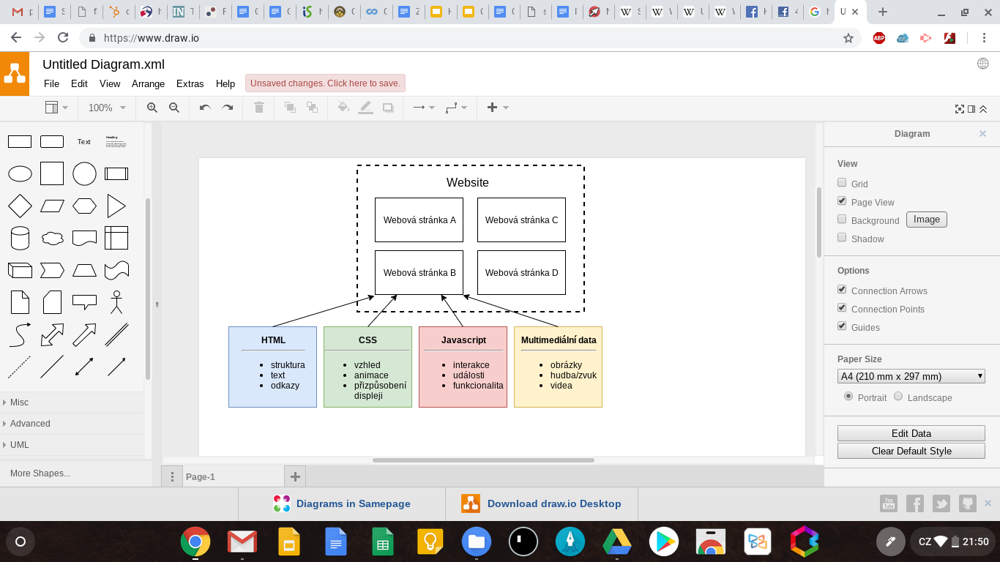 https://www.draw.io
ABP
Untitled Diagram.xml
File Edit View Arrange Extras Help
Unsaved changes. Click here to save.
100%
Text
Heading
Misc
Advanced
UML
More Shapes...
Website
Webová stránka A
Webová stránka C
Webová stránka B
Webová stránka D
HTML
struktura
text
odkazy
CSS
vzhled
animace
přizpůsobení
displeji
Javascript
interakce
události
funkcionalita
Multimediální data
obrázky
hudba/zvuk
videa
Page-1
Diagram
View
Grid
Page View
Background
Image
Shadow
Options
Connection Arrows
Connection Points
Guides
Paper Size
A4 (210 mm x 297 mm)
Portrait
Landscape
Edit Data
Clear Default Style
Diagrams in Samepage
Download draw.io Desktop
You
Tube
CZ
21:50